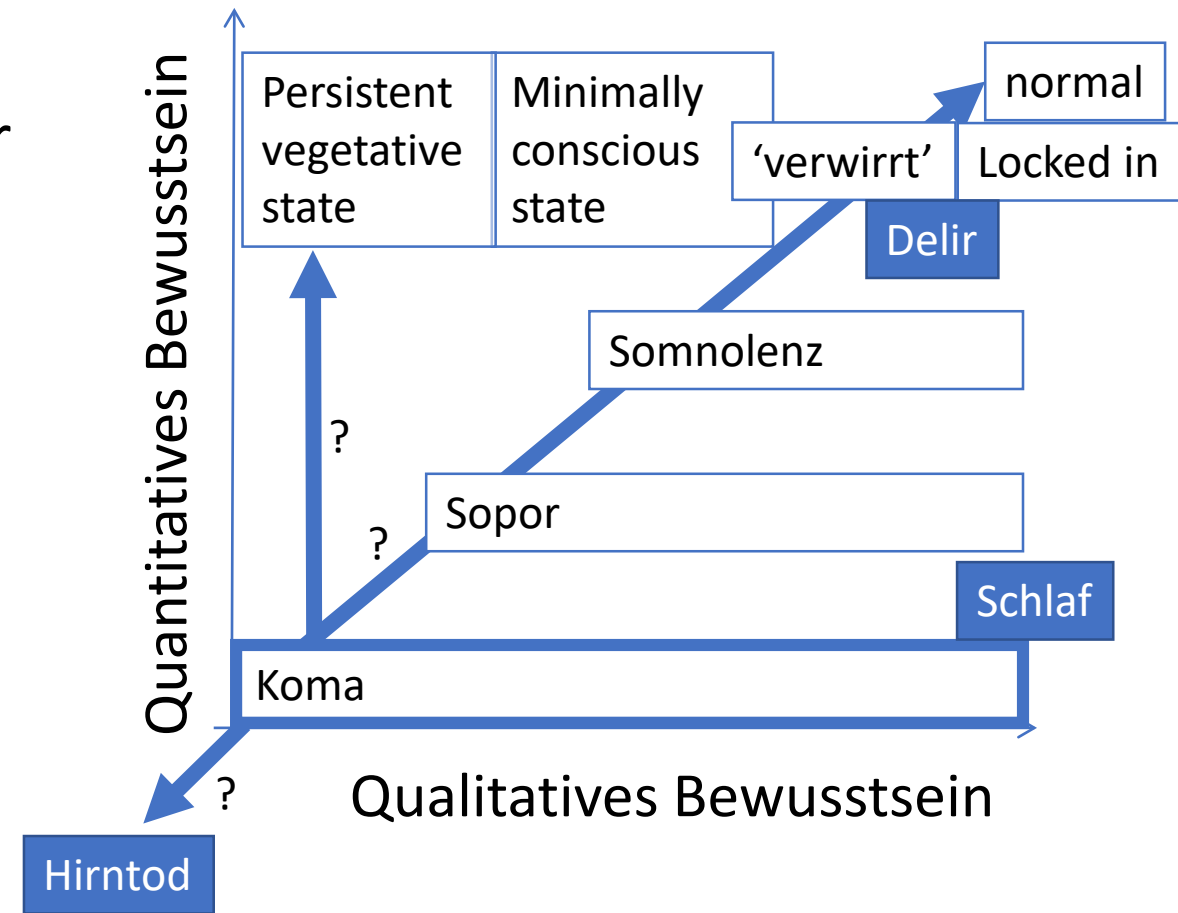 r
Quantitatives Bewusstsein
Persistent
vegetative
state
Minimally
conscious
state
normal
‘verwirrt’
Locked in
Delir
Somnolenz
?
Sopor
?
Schlaf
Koma
?
Qualitatives Bewusstsein
Hirntod